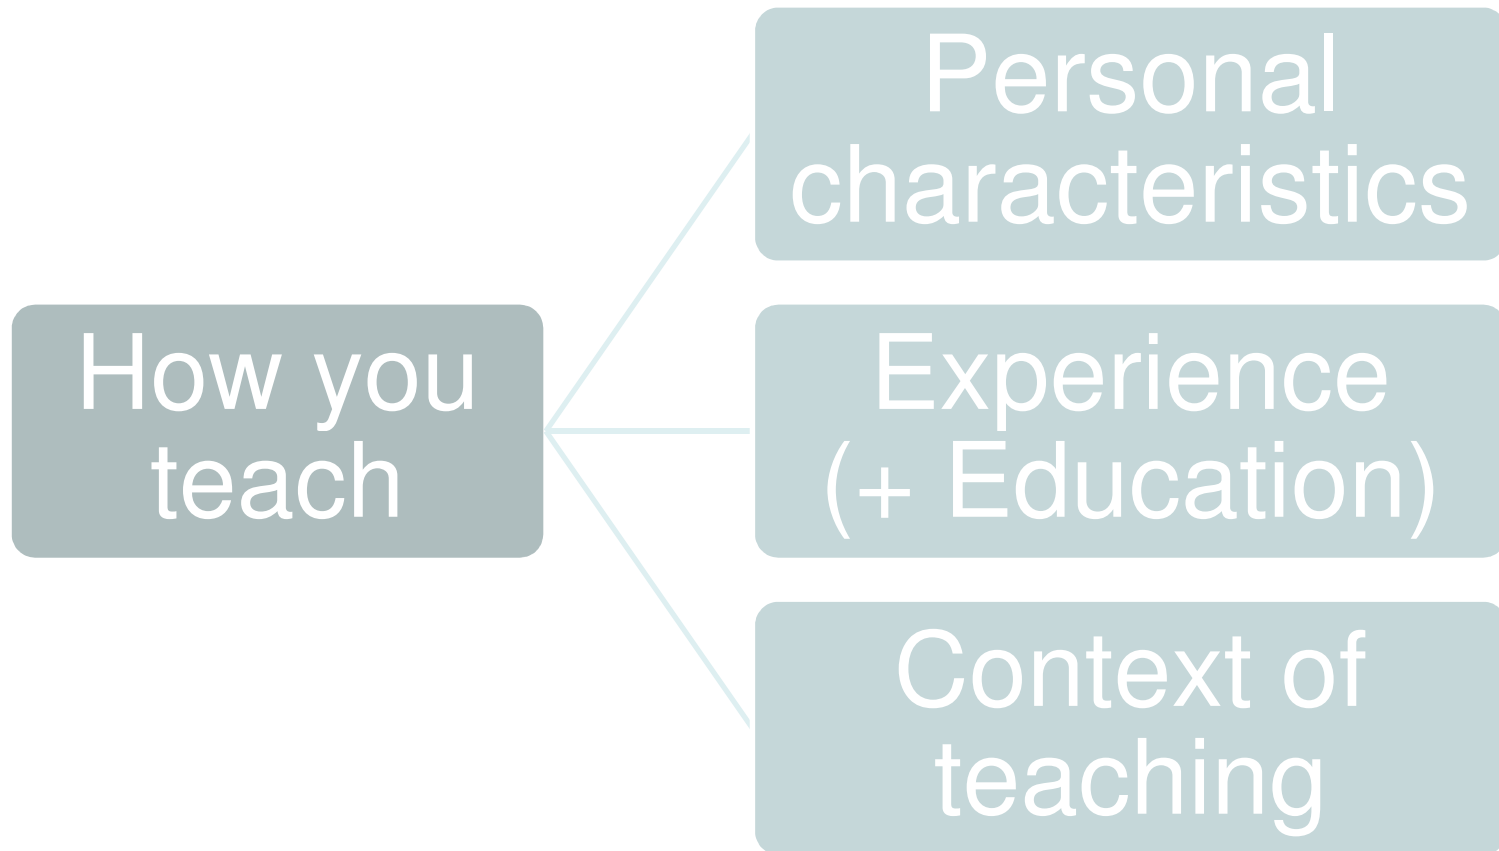 Personal
characteristics
How you
teach
Experience
(+ Education)
Context of
teaching